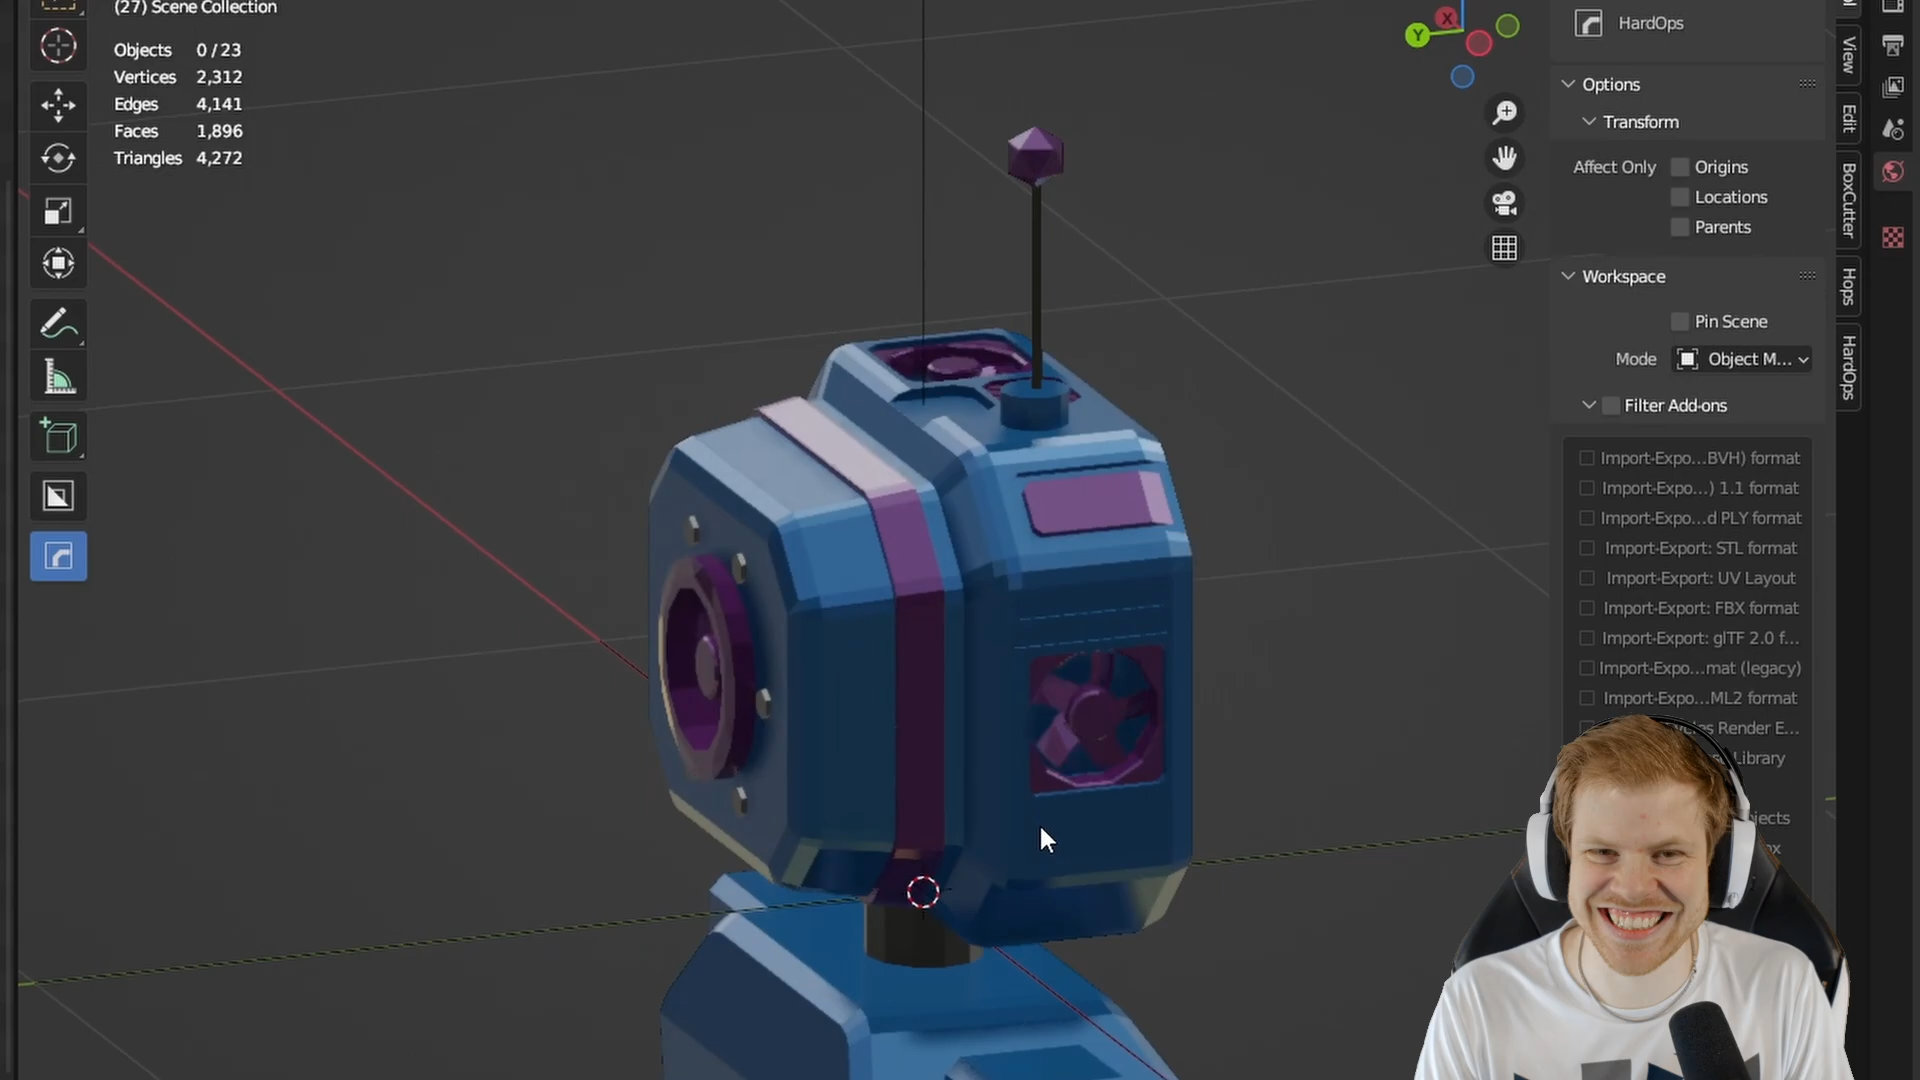 (27) Scene Collection
Objects 0 / 23
Vertices 2,312
Edges 4,141
Faces 1,896
Triangles 4,272
X
Y
HardOps
Options
Transform
Affect Only Origins
Locations
Parents
Workspace
Pin Scene
Mode Object M...
Filter Add-ons
Import-Expo...BVH) format
Import-Expo...) 1.1 format
Import-Expo...d PLY format
Import-Export: STL format
Import-Export: UV Layout
Import-Export: FBX format
Import-Export: glTF 2.0 f...
Import-Expo...mat (legacy)
Import-Expo...ML2 format
Render E...
Library
View
Edit
BoxCutter
Hops
HardOps